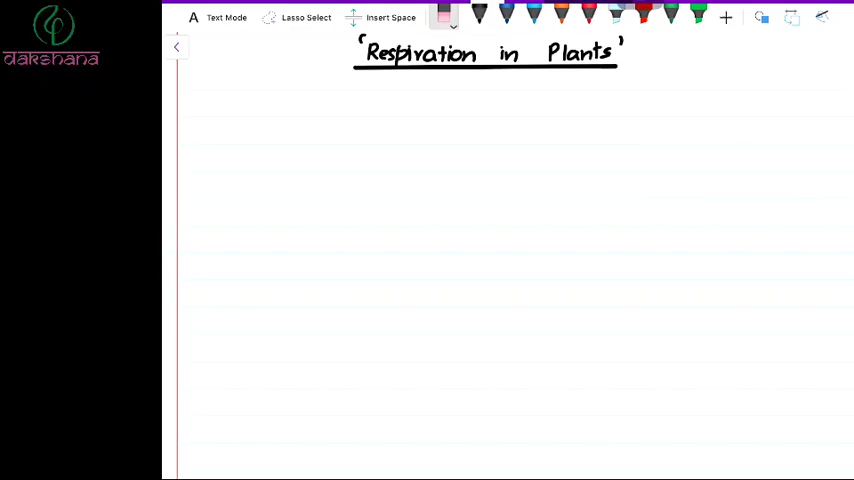 A Text Mode Lasso Select Insert Space
dakshana
'Respiration in Plants'